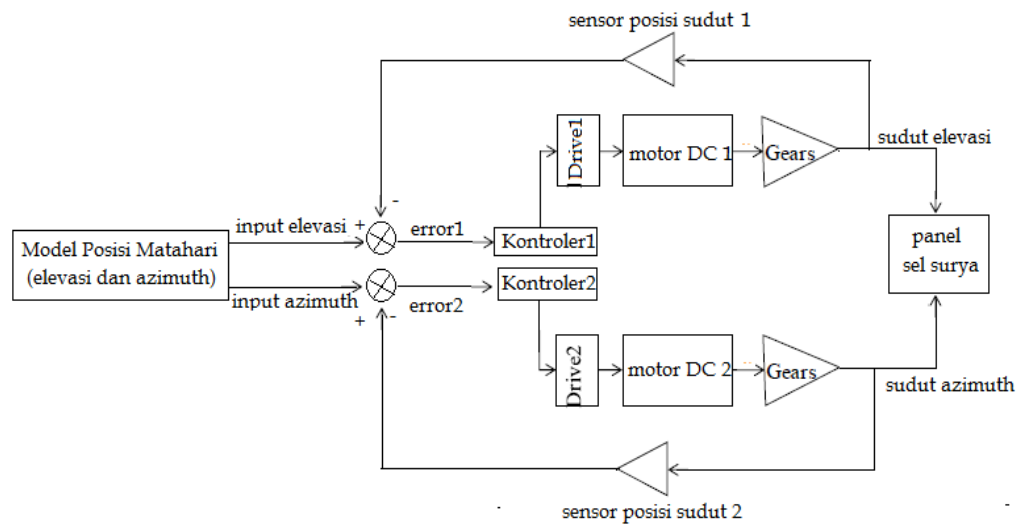 sensor posisi sudut 1
Drive1
motor DC 1
Gears
sudut elevasi
-
input elevasi
+
error1
Kontroler1
Model Posisi Matahari
(elevasi dan azimuth)
panel
sel surya
input azimuth
+
-
error2
Kontroler2
Drive2
motor DC 2
Gears
sudut azimuth
sensor posisi sudut 2